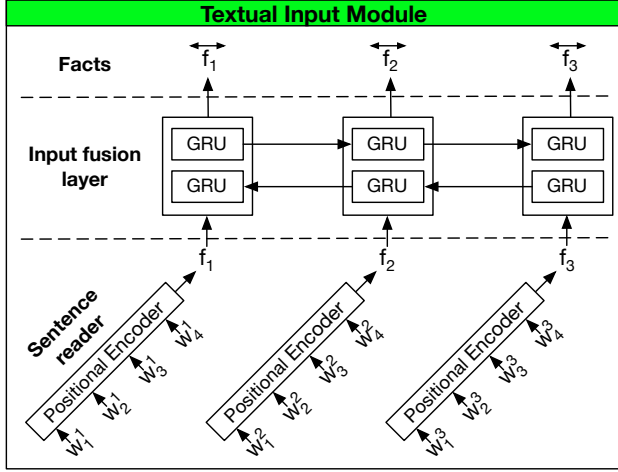 Textual Input Module
Facts
f₁ f₂ f₃
Input fusion
layer
GRU GRU GRU
GRU GRU GRU
f₁ f₂ f₃
Sentence
reader
Positional Encoder Positional Encoder Positional Encoder
W₁¹ W₂¹ W₃¹ W₄¹ W₁² W₂² W₃² W₄² W₁³ W₂³ W₃³ W₄³